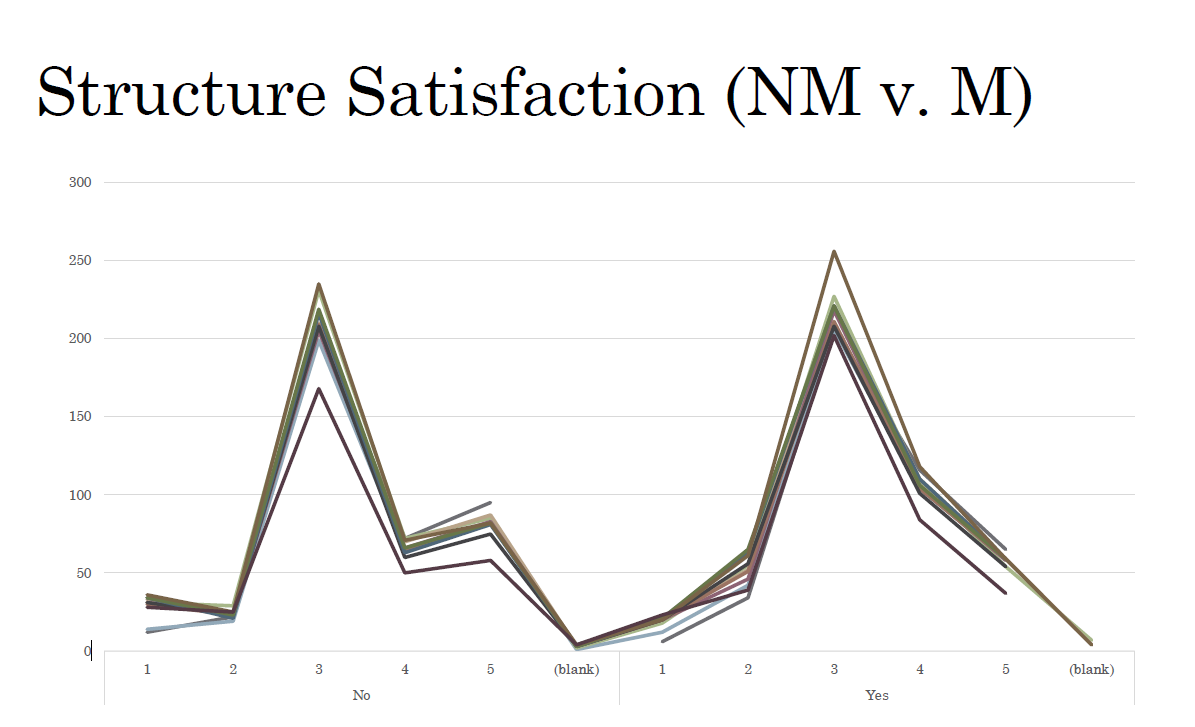 Structure Satisfaction (NM v. M)
300
250
200
150
100
50
0
1 2 3 4 5 (blank) 1 2 3 4 5 (blank)
No Yes